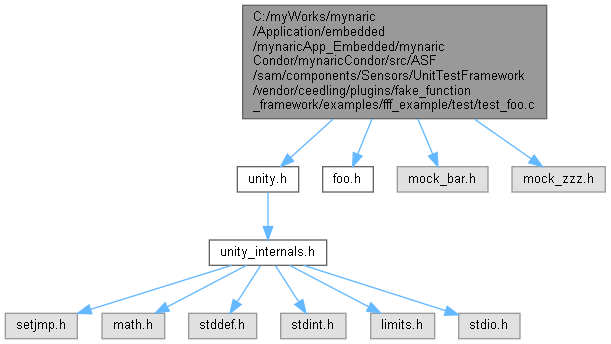 C:/myWorks/mynaric
/Application/embedded
/mynaricApp_Embedded/mynaric
Condor/mynaricCondor/src/ASF
/sam/components/Sensors/UnitTestFramework
/vendor/ceedling/plugins/fake_function
_framework/examples/fff_example/test/test_foo.c
unity.h
foo.h
mock_bar.h
mock_zzz.h
unity_internals.h
setjmp.h
math.h
stddef.h
stdint.h
limits.h
stdio.h